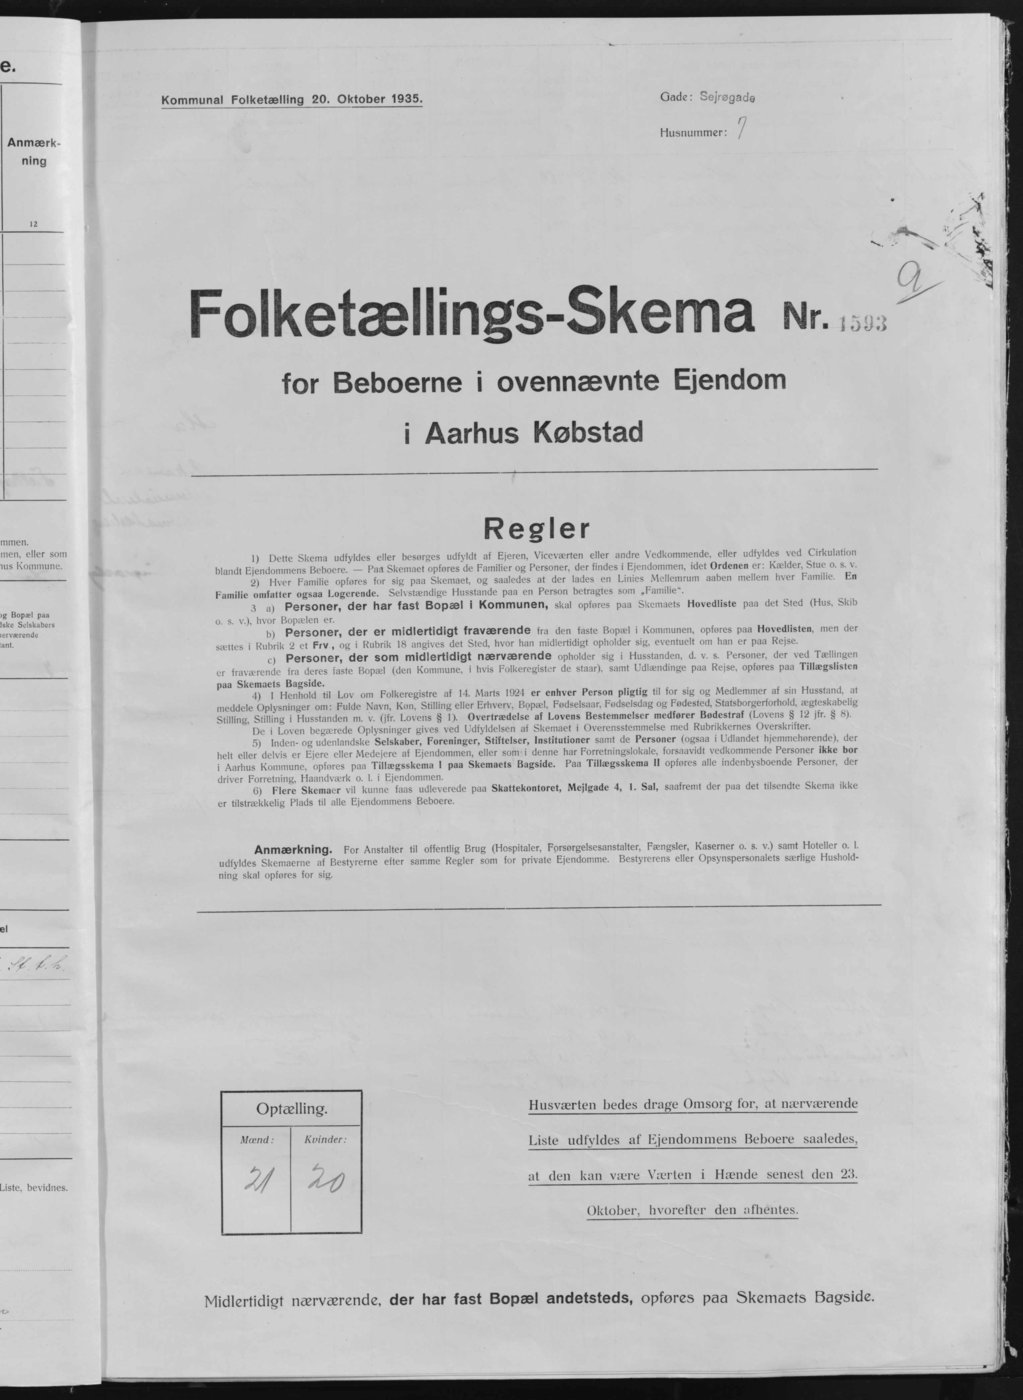 e.
Anmærk-
ning
12
mmen.
men, eller som
hus Kommune.
og Bopæl paa
lske Selskabers
nærværende
tant.
el
St. t. h.
Liste, bevidnes.
Kommunal Folketælling 20. Oktober 1935.
Gade: Sejrøgade
Husnummer: 7
9
Folketællings-Skema Nr. 1593
for Beboerne i ovennævnte Ejendom
i Aarhus Købstad
Regler
1) Dette Skema udfyldes eller besørges udfyldt af Ejeren, Viceværten eller andre Vedkommende, eller udfyldes ved Cirkulation
blandt Ejendommens Beboere. — Paa Skemaet opføres de Familier og Personer, der findes i Ejendommen, idet Ordenen er: Kælder, Stue o. s. v.
2) Hver Familie opføres for sig paa Skemaet, og saaledes at der lades en Linies Mellemrum aaben mellem hver Familie. En
Familie omfatter ogsaa Logerende. Selvstændige Husstande paa en Person betragtes som „Familie“.
3 a) Personer, der har fast Bopæl i Kommunen, skal opføres paa Skemaets Hovedliste paa det Sted (Hus, Skib
o. s. v.), hvor Bopælen er.
b) Personer, der er midlertidigt fraværende fra den faste Bopæl i Kommunen, opføres paa Hovedlisten, men der
sættes i Rubrik 2 et Frv., og i Rubrik 18 angives det Sted, hvor han midlertidigt opholder sig, eventuelt om han er paa Rejse.
c) Personer, der som midlertidigt nærværende opholder sig i Husstanden, d. v. s. Personer, der ved Tællingen
er fraværende fra deres faste Bopæl (den Kommune, i hvis Folkeregister de staar), samt Udlændinge paa Rejse, opføres paa Tillægslisten
paa Skemaets Bagside.
4) I Henhold til Lov om Folkeregistre af 14. Marts 1924 er enhver Person pligtig til for sig og Medlemmer af sin Husstand, at
meddele Oplysninger om: Fulde Navn, Køn, Stilling eller Erhverv, Bopæl, Fødselsaar, Fødselsdag og Fødested, Statsborgerforhold, ægteskabelig
Stilling, Stilling i Husstanden m. v. (jfr. Lovens § 1). Overtrædelse af Lovens Bestemmelser medfører Bødestraf (Lovens § 12 jfr. § 8).
De i Loven begærede Oplysninger gives ved Udfyldelsen af Skemaet i Overensstemmelse med Rubrikkernes Overskrifter.
5) Inden- og udenlandske Selskaber, Foreninger, Stiftelser, Institutioner samt de Personer (ogsaa i Udlandet hjemmehørende), der
helt eller delvis er Ejere eller Medejere af Ejendommen, eller som i denne har Forretningslokale, forsaavidt vedkommende Personer ikke bor
i Aarhus Kommune, opføres paa Tillægsskema I paa Skemaets Bagside. Paa Tillægsskema II opføres alle indenbysboende Personer, der
driver Forretning, Haandværk o. l. i Ejendommen.
6) Flere Skemaer vil kunne faas udleverede paa Skattekontoret, Mejlgade 4, 1. Sal, saafremt der paa det tilsendte Skema ikke
er tilstrækkelig Plads til alle Ejendommens Beboere.
Anmærkning. For Anstalter til offentlig Brug (Hospitaler, Forsørgelsesanstalter, Fængsler, Kaserner o. s. v.) samt Hoteller o. l.
udfyldes Skemaerne af Bestyrerne efter samme Regler som for private Ejendomme. Bestyrerens eller Opsynspersonalets særlige Hushold-
ning skal opføres for sig.
Optælling.
Mænd: Kvinder:
21 20
Husværten bedes drage Omsorg for, at nærværende
Liste udfyldes af Ejendommens Beboere saaledes,
at den kan være Værten i Hænde senest den 23.
Oktober, hvorefter den afhentes.
Midlertidigt nærværende, der har fast Bopæl andetsteds, opføres paa Skemaets Bagside.